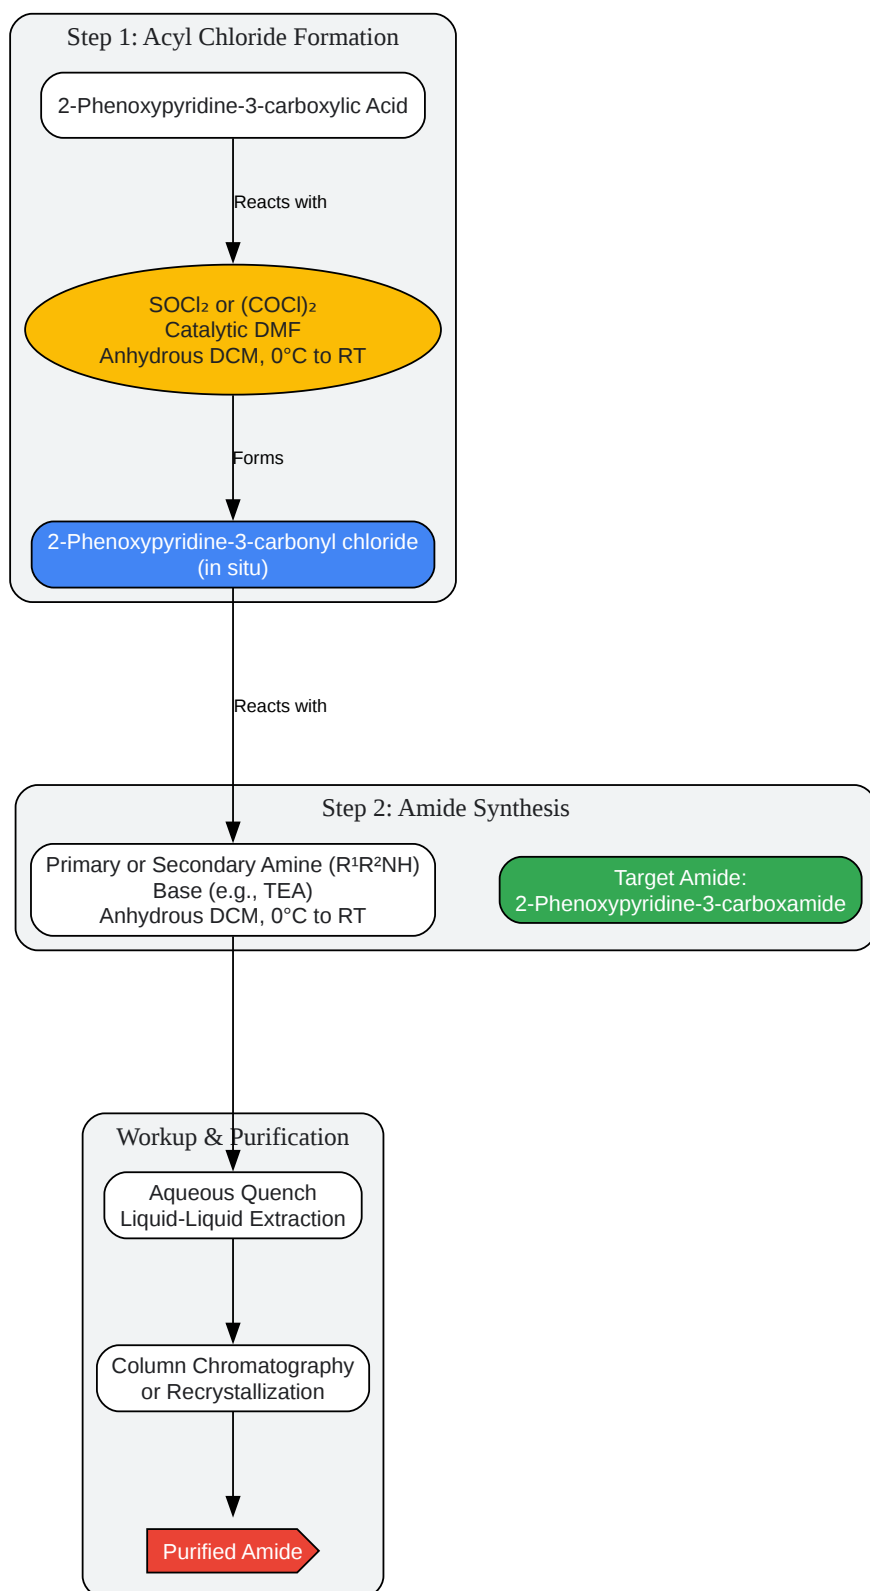 Step 1: Acyl Chloride Formation
2-Phenoxypyridine-3-carboxylic Acid
Reacts with
SOCl₂ or (COCl)₂
Catalytic DMF
Anhydrous DCM, 0°C to RT
Forms
2-Phenoxypyridine-3-carbonyl chloride
(in situ)
Reacts with
Step 2: Amide Synthesis
Primary or Secondary Amine (R¹R²NH)
Base (e.g., TEA)
Anhydrous DCM, 0°C to RT
Target Amide:
2-Phenoxypyridine-3-carboxamide
Workup & Purification
Aqueous Quench
Liquid-Liquid Extraction
Column Chromatography
or Recrystallization
Purified Amide